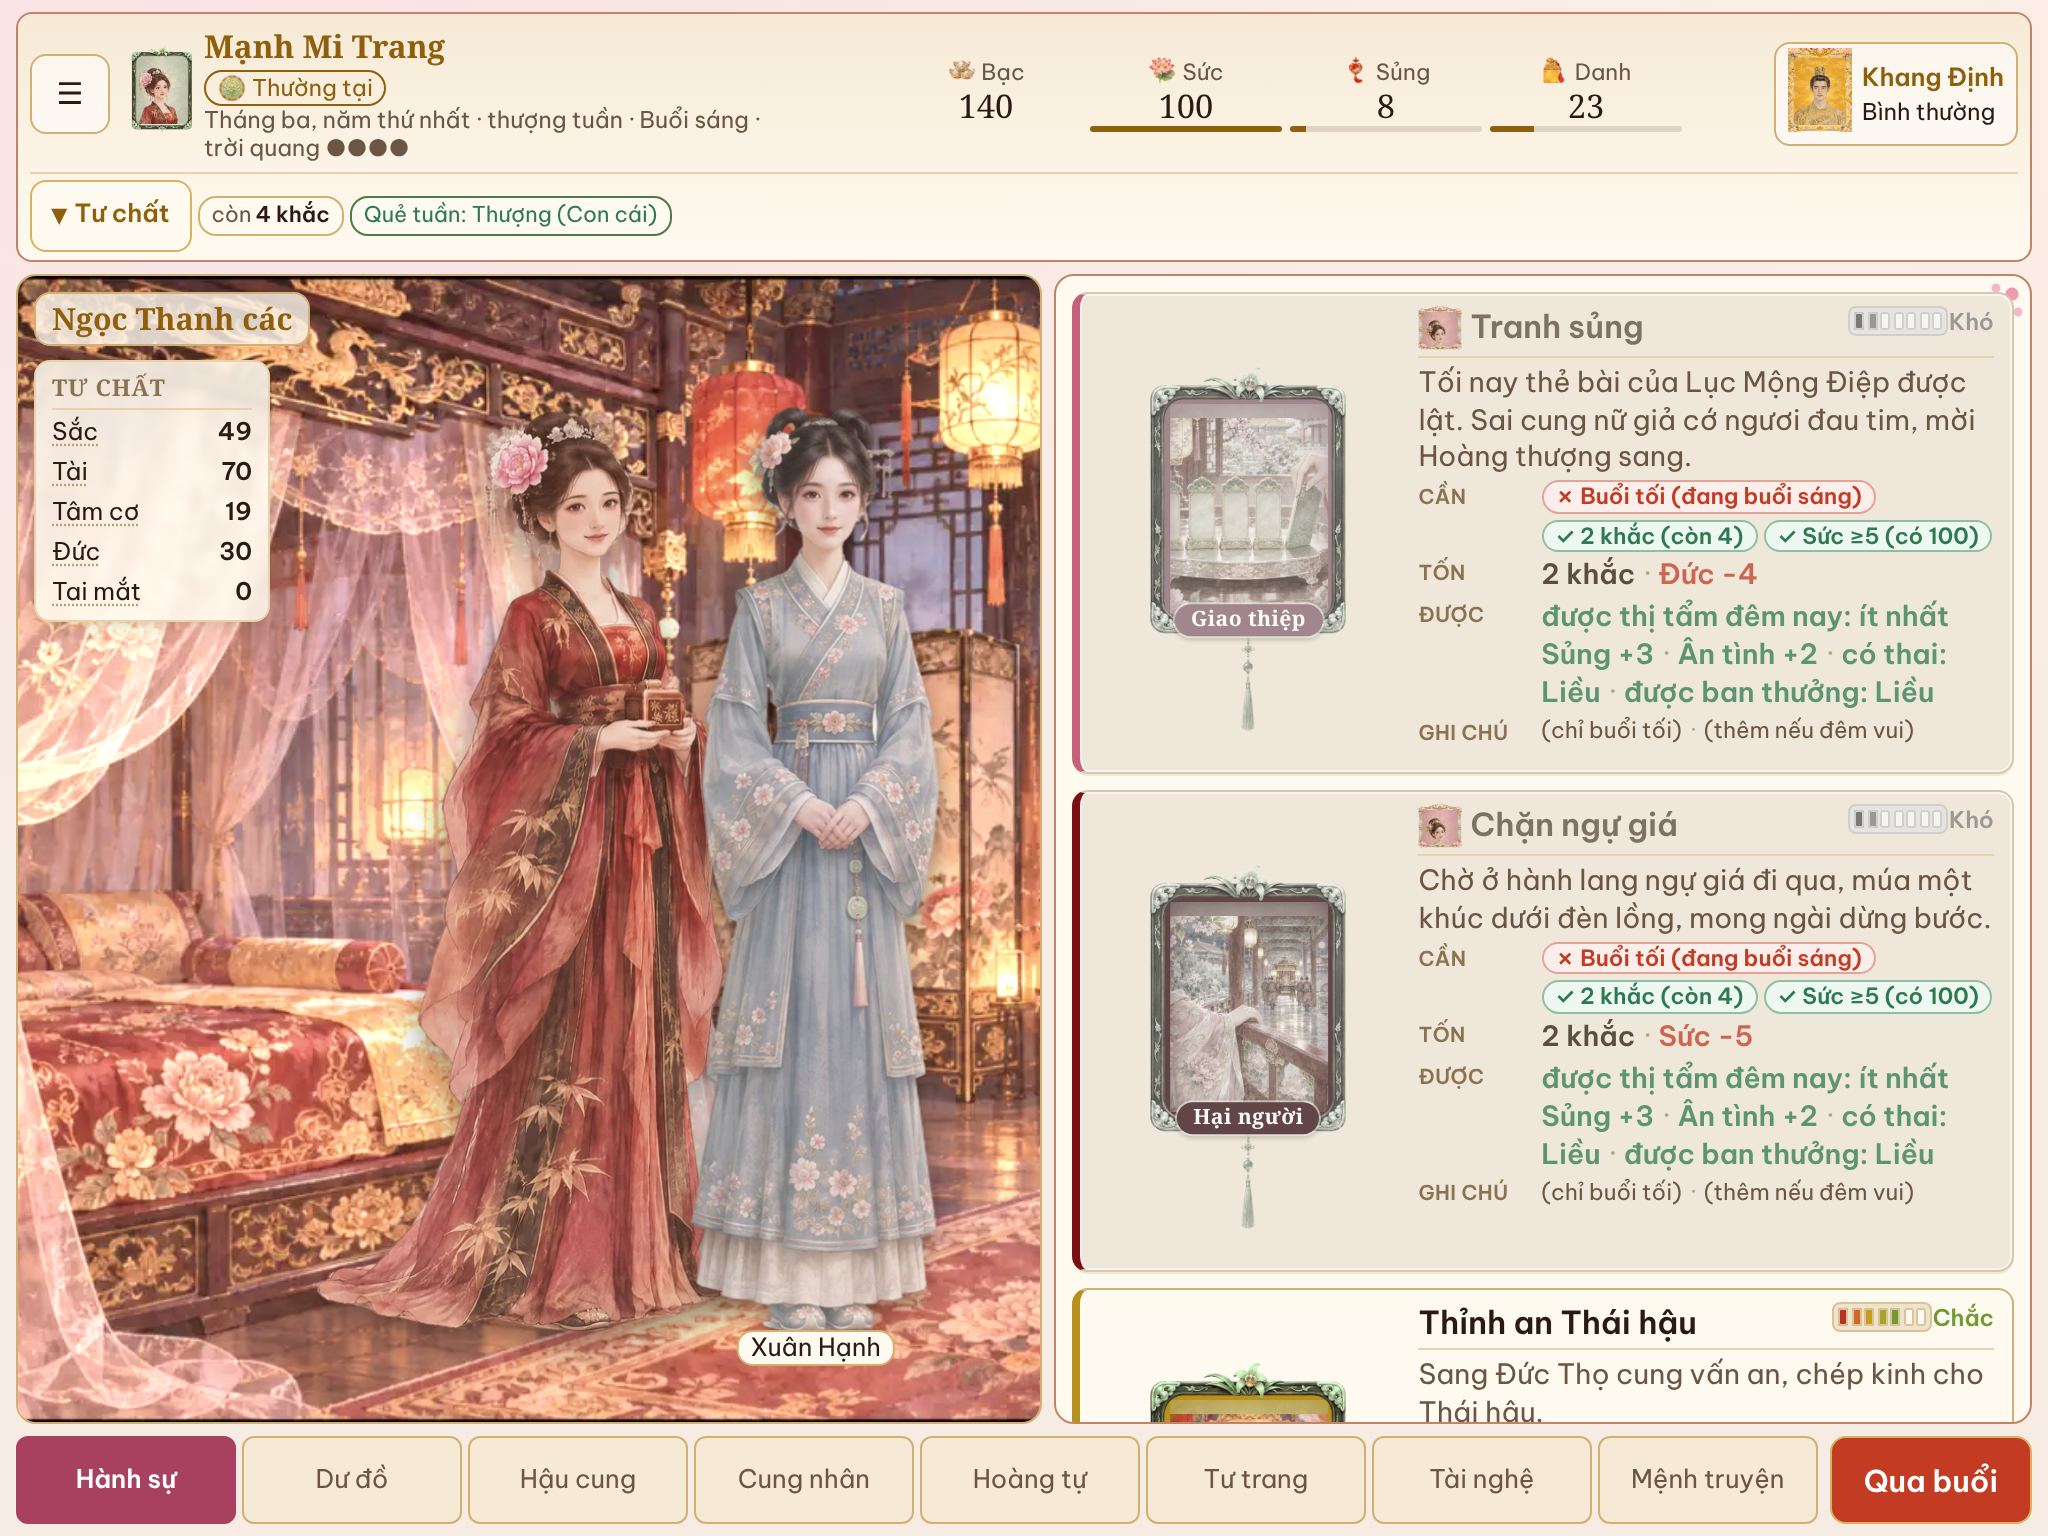 ☰
Mạnh Mi Trang
Thường tại
Tháng ba, năm thứ nhất · thượng tuần · Buổi sáng ·
trời quang ●●●●
Bạc
140
Sức
100
Sủng
8
Danh
23
Khang Định
Bình thường
▼ Tư chất
còn 4 khắc
Quẻ tuần: Thượng (Con cái)
Ngọc Thanh các
TƯ CHẤT
Sắc 49
Tài 70
Tâm cơ 19
Đức 30
Tai mắt 0
Xuân Hạnh
Tranh sủng
Khó
Tối nay thẻ bài của Lục Mộng Điệp được
lật. Sai cung nữ giả cớ ngươi đau tim, mời
Hoàng thượng sang.
CẦN
× Buổi tối (đang buổi sáng)
✓ 2 khắc (còn 4) ✓ Sức ≥5 (có 100)
TỐN
2 khắc · Đức -4
ĐƯỢC
được thị tẩm đêm nay: ít nhất
Sủng +3 · Ân tình +2 · có thai:
Liều · được ban thưởng: Liều
GHI CHÚ
(chỉ buổi tối) · (thêm nếu đêm vui)
Giao thiệp
Chặn ngự giá
Khó
Chờ ở hành lang ngự giá đi qua, múa một
khúc dưới đèn lồng, mong ngài dừng bước.
CẦN
× Buổi tối (đang buổi sáng)
✓ 2 khắc (còn 4) ✓ Sức ≥5 (có 100)
TỐN
2 khắc · Sức -5
ĐƯỢC
được thị tẩm đêm nay: ít nhất
Sủng +3 · Ân tình +2 · có thai:
Liều · được ban thưởng: Liều
GHI CHÚ
(chỉ buổi tối) · (thêm nếu đêm vui)
Hại người
Thỉnh an Thái hậu
Chắc
Sang Đức Thọ cung vấn an, chép kinh cho
Thái hậu.
Hành sự
Dư đồ
Hậu cung
Cung nhân
Hoàng tự
Tư trang
Tài nghệ
Mệnh truyện
Qua buổi